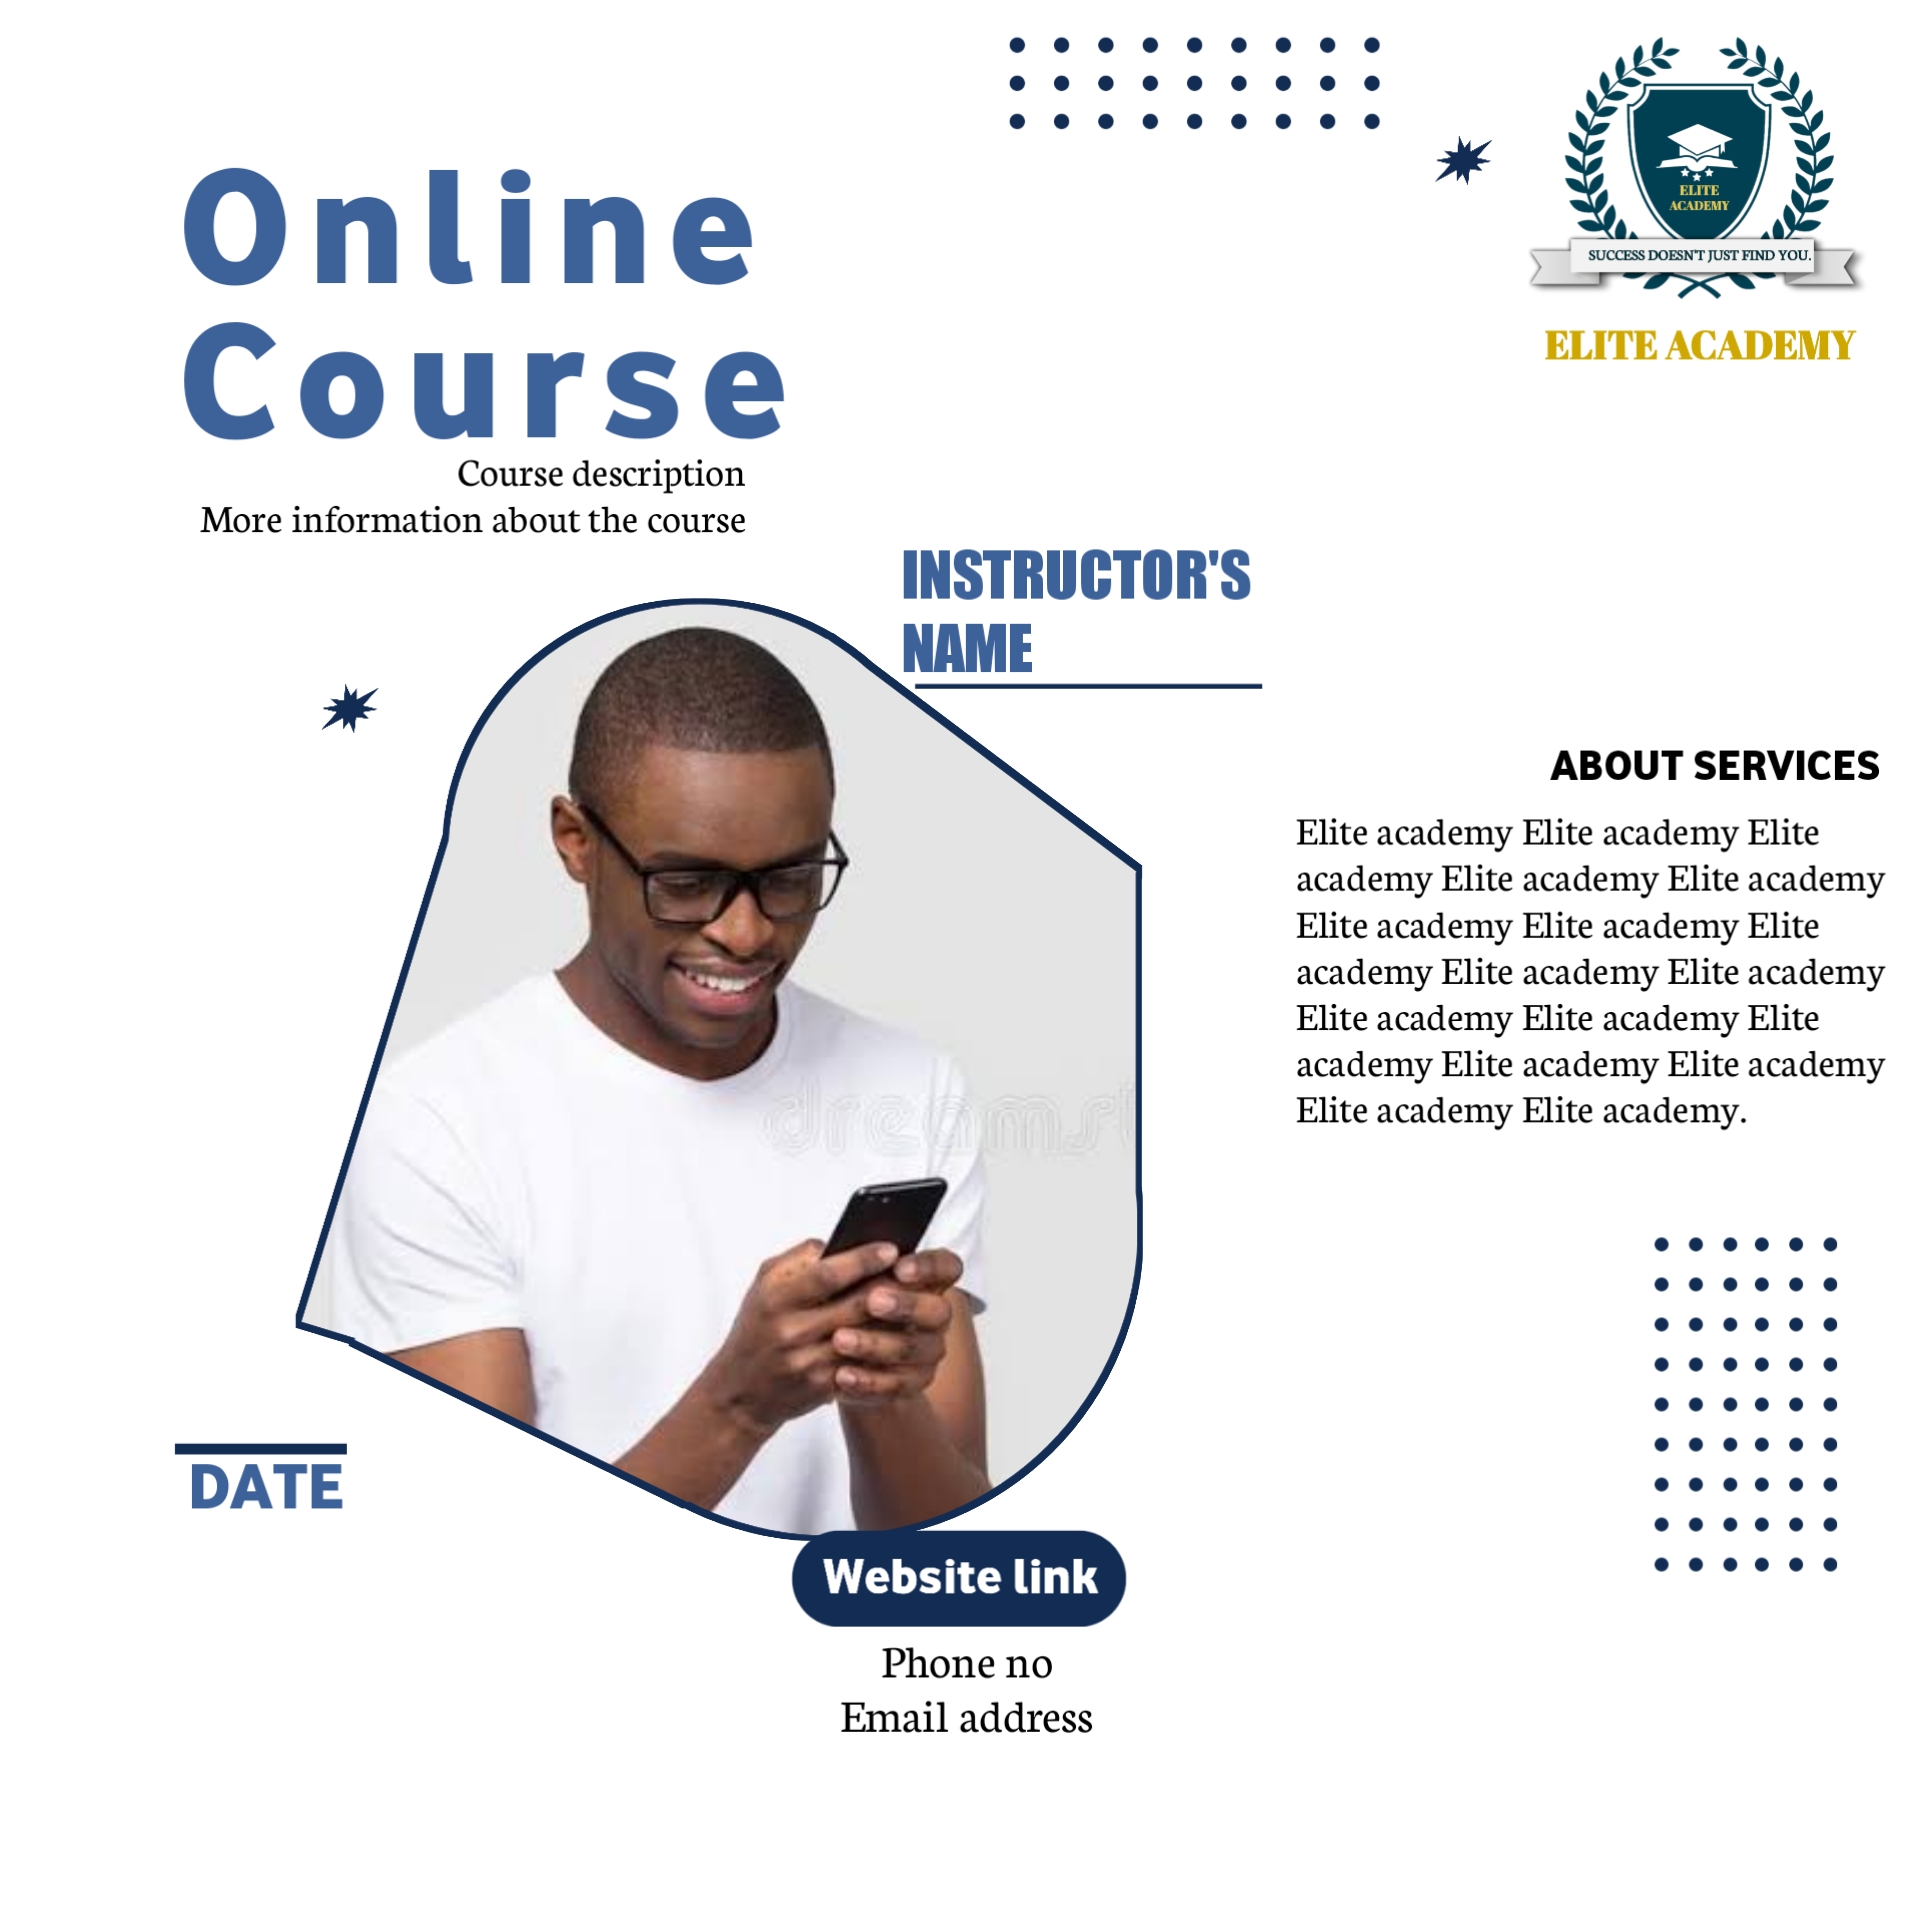 ELITE
ACADEMY
SUCCESS DOESN'T JUST FIND YOU.
ELITE ACADEMY
Online
Course
Course description
More information about the course
INSTRUCTOR'S
NAME
ABOUT SERVICES
Elite academy Elite academy Elite
academy Elite academy Elite academy
Elite academy Elite academy Elite
academy Elite academy Elite academy
Elite academy Elite academy Elite
academy Elite academy Elite academy
Elite academy Elite academy.
dreamst
DATE
Website link
Phone no
Email address